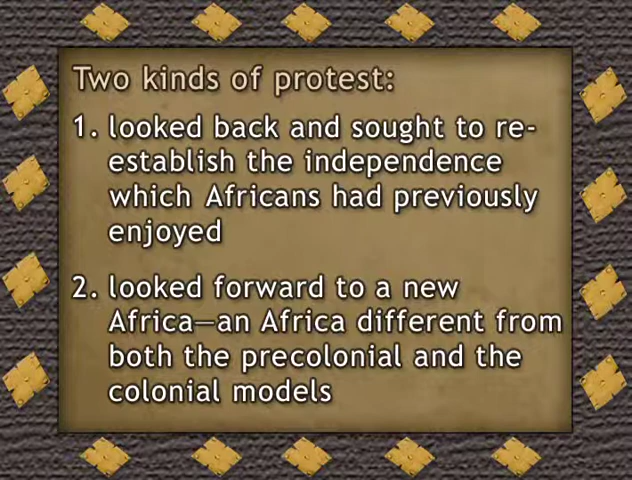 Two kinds of protest:
1. looked back and sought to re-
establish the independence
which Africans had previously
enjoyed
2. looked forward to a new
Africa—an Africa different from
both the precolonial and the
colonial models